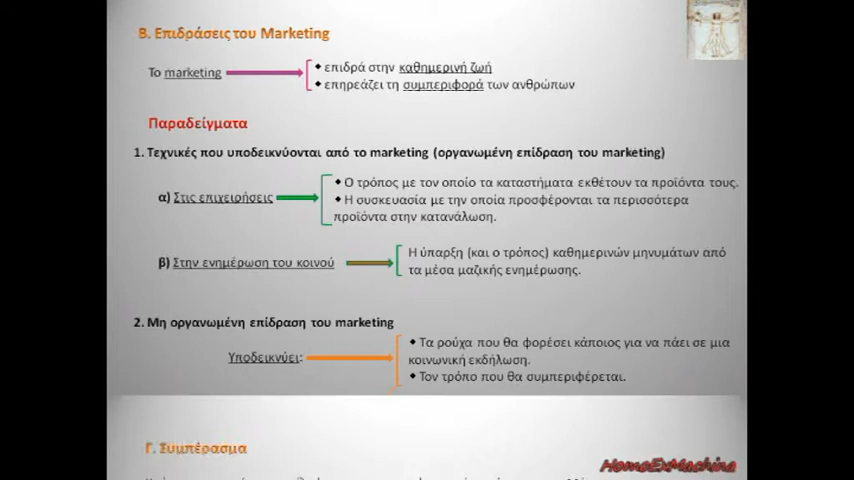 Β. Επιδράσεις του Marketing
Το marketing
◆ επιδρά στην καθημερινή ζωή
◆ επηρεάζει τη συμπεριφορά των ανθρώπων
Παραδείγματα
1. Τεχνικές που υποδεικνύονται από το marketing (οργανωμένη επίδραση του marketing)
α) Στις επιχειρήσεις
◆ Ο τρόπος με τον οποίο τα καταστήματα εκθέτουν τα προϊόντα τους.
◆ Η συσκευασία με την οποία προσφέρονται τα περισσότερα
προϊόντα στην κατανάλωση.
β) Στην ενημέρωση του κοινού
Η ύπαρξη (και ο τρόπος) καθημερινών μηνυμάτων από
τα μέσα μαζικής ενημέρωσης.
2. Μη οργανωμένη επίδραση του marketing
Υποδεικνύει:
◆ Τα ρούχα που θα φορέσει κάποιος για να πάει σε μια
κοινωνική εκδήλωση.
◆ Τον τρόπο που θα συμπεριφέρεται.
Γ. Συμπέρασμα
HomoExMachina